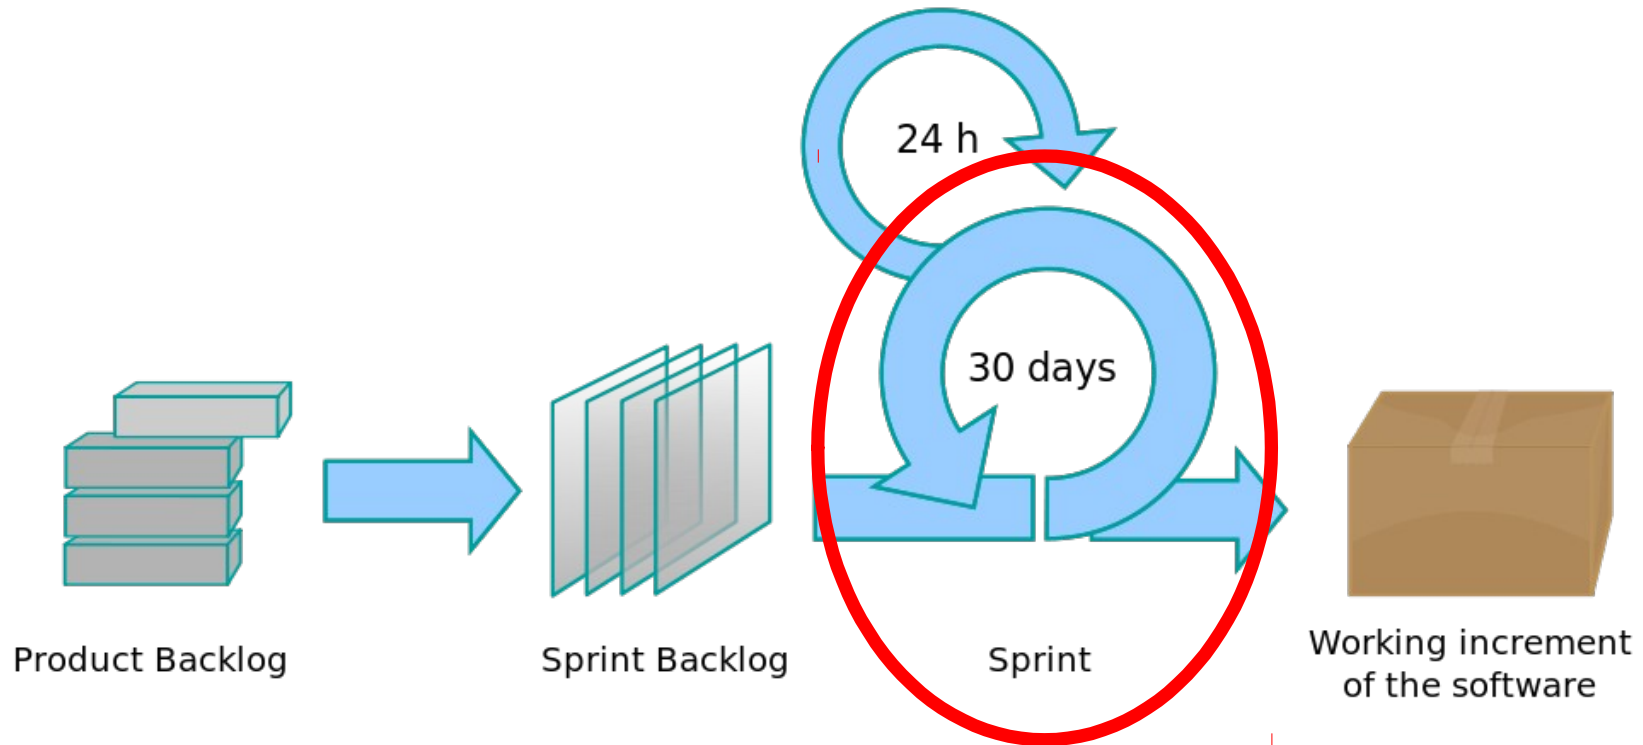 24 h
30 days
Product Backlog
Sprint Backlog
Sprint
Working increment
of the software